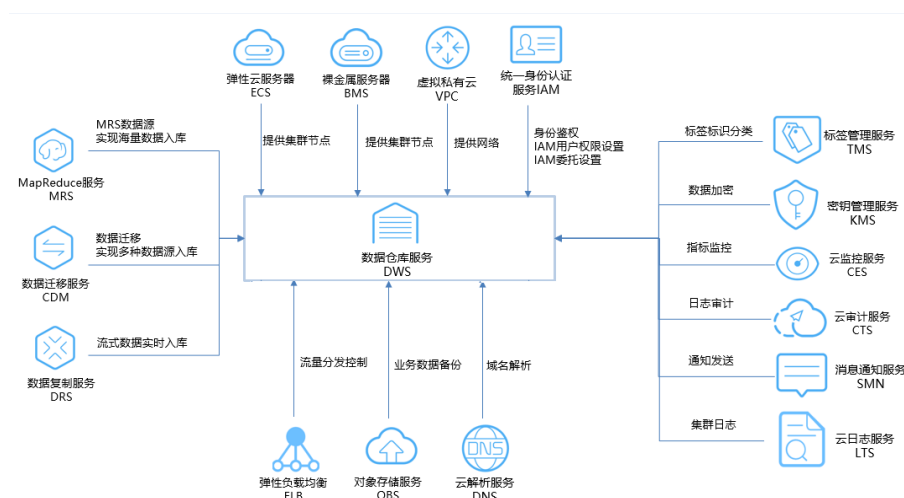 弹性云服务器
ECS
裸金属服务器
BMS
虚拟私有云
VPC
统一身份认证
服务IAM
提供集群节点
提供集群节点
提供网络
身份鉴权
IAM用户权限设置
IAM委托设置
MRS数据源
实现海量数据入库
MapReduce服务
MRS
数据迁移
实现多种数据源入库
数据迁移服务
CDM
流式数据实时入库
数据复制服务
DRS
数据仓库服务
DWS
标签标识分类
标签管理服务
TMS
数据加密
密钥管理服务
KMS
指标监控
云监控服务
CES
日志审计
云审计服务
CTS
通知发送
消息通知服务
SMN
集群日志
云日志服务
LTS
流量分发控制
业务数据备份
域名解析
弹性负载均衡
ELB
对象存储服务
OBS
DNS
云解析服务
DNS